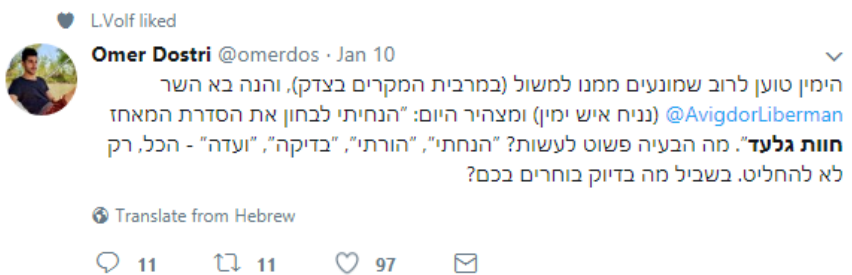 L.Volf liked
Omer Dostri @omerdos · Jan 10
הימין טוען לרוב שמונעים ממנו למשול (במרבית המקרים בצדק), והנה בא השר
@AvigdorLiberman (נניח איש ימין) ומצהיר היום: "הנחיתי לבחון את הסדרת המאחז
חוות גלעד". מה הבעיה פשוט לעשות? "הנחתי", "הורתי", "בדיקה", "ועדה" - הכל, רק
לא להחליט. בשביל מה בדיוק בוחרים בכם?
Translate from Hebrew
11 11 97